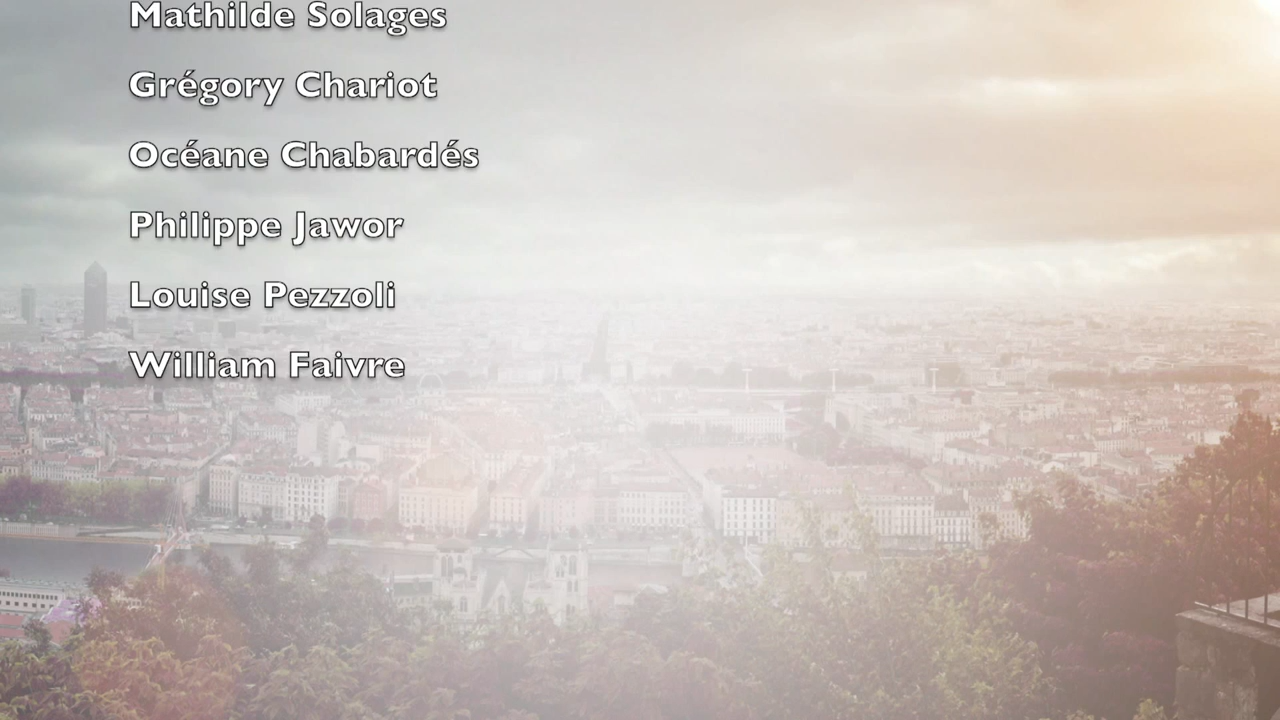 Mathilde Solages
Grégory Chariot
Océane Chabardés
Philippe Jawor
Louise Pezzoli
William Faivre